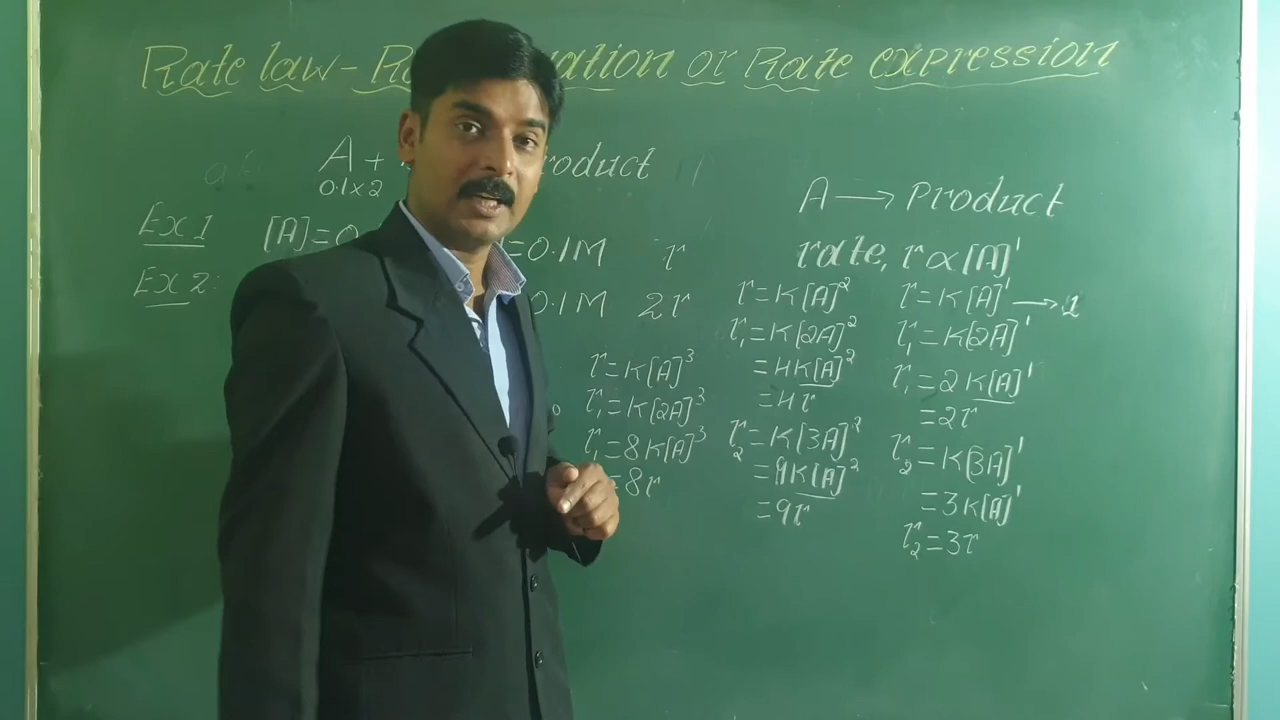 Rate law - R ation or Rate expression
A + roduct
0.1x2
Ex 1 [A]=0 =0.1M r
Ex 2: 0.1M 2r
r=K[A]³
r₁=K[2A]³
r₁=8K[A]³
=8r
r=K[A]²
r₁=K[2A]²
=4K[A]²
=4r
r₂=K[3A]²
=9K[A]²
=9r
A → Product
rate, r∝[A]¹
r=K[A]¹ → 1
r₁=K[2A]¹
r₁=2K[A]¹
=2r
r₂=K[3A]¹
=3K[A]¹
r₂=3r